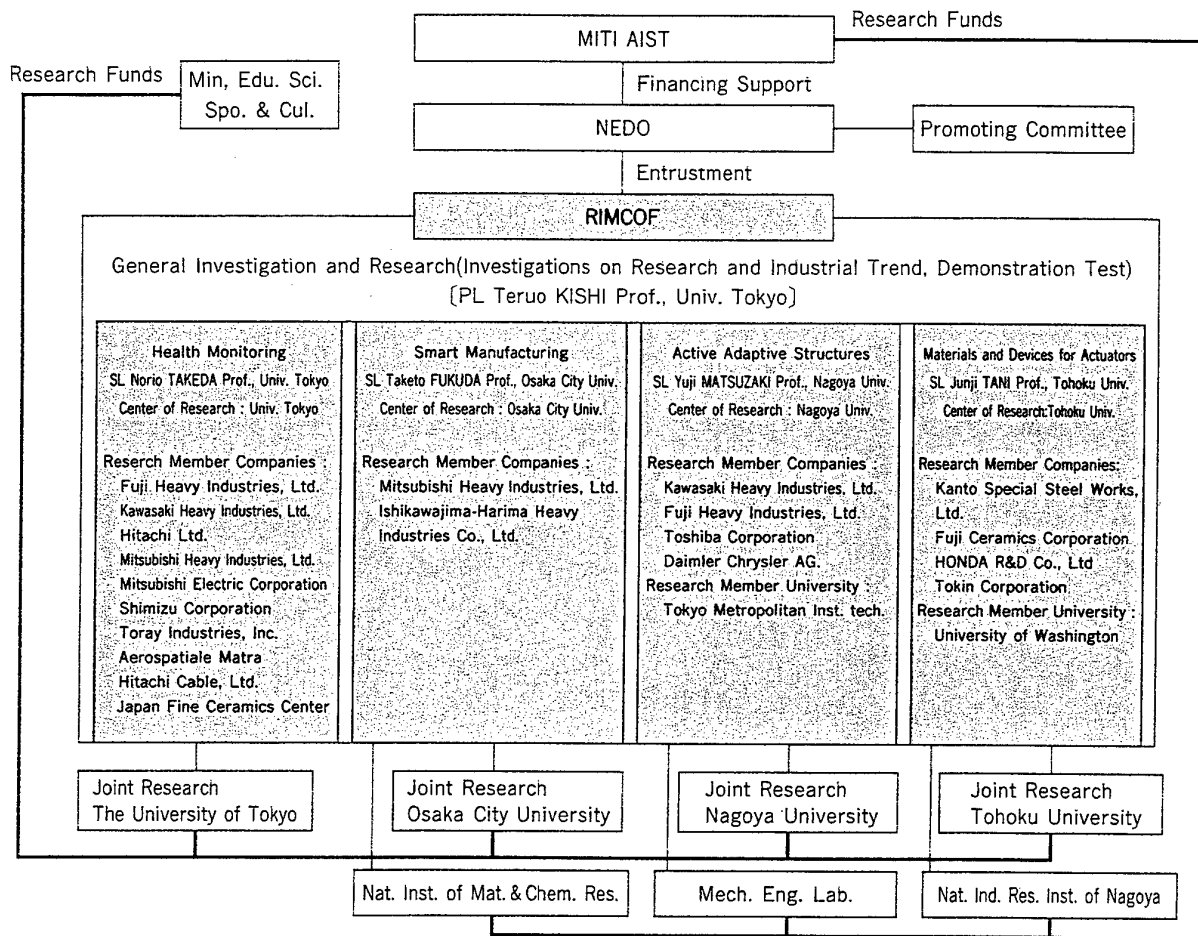 Research Funds
MITI AIST
Research Funds
Min, Edu. Sci.
Spo. & Cul.
Financing Support
NEDO
Promoting Committee
Entrustment
RIMCOF
General Investigation and Research(Investigations on Research and Industrial Trend, Demonstration Test)
[PL Teruo KISHI Prof., Univ. Tokyo]
Health Monitoring
SL Norio TAKEDA Prof., Univ. Tokyo
Center of Research : Univ. Tokyo
Reserch Member Companies :
Fuji Heavy Industries, Ltd.
Kawasaki Heavy Industries, Ltd.
Hitachi Ltd.
Mitsubishi Heavy Industries, Ltd.
Mitsubishi Electric Corporation
Shimizu Corporation
Toray Industries, Inc.
Aerospatiale Matra
Hitachi Cable, Ltd.
Japan Fine Ceramics Center
Smart Manufacturing
SL Taketo FUKUDA Prof., Osaka City Univ.
Center of Research : Osaka City Univ.
Research Member Companies :
Mitsubishi Heavy Industries, Ltd.
Ishikawajima-Harima Heavy
Industries Co., Ltd.
Active Adaptive Structures
SL Yuji MATSUZAKI Prof., Nagoya Univ.
Center of Research : Nagoya Univ.
Research Member Companies :
Kawasaki Heavy Industries, Ltd.
Fuji Heavy Industries, Ltd.
Toshiba Corporation
Daimler Chrysler AG.
Research Member University :
Tokyo Metropolitan Inst. tech.
Materials and Devices for Actuators
SL Junji TANI Prof., Tohoku Univ.
Center of Research:Tohoku Univ.
Research Member Companies:
Kanto Special Steel Works,
Ltd.
Fuji Ceramics Corporation
HONDA R&D Co., Ltd
Tokin Corporation
Research Member University :
University of Washington
Joint Research
The University of Tokyo
Joint Research
Osaka City University
Joint Research
Nagoya University
Joint Research
Tohoku University
Nat. Inst. of Mat. & Chem. Res.
Mech. Eng. Lab.
Nat. Ind. Res. Inst. of Nagoya